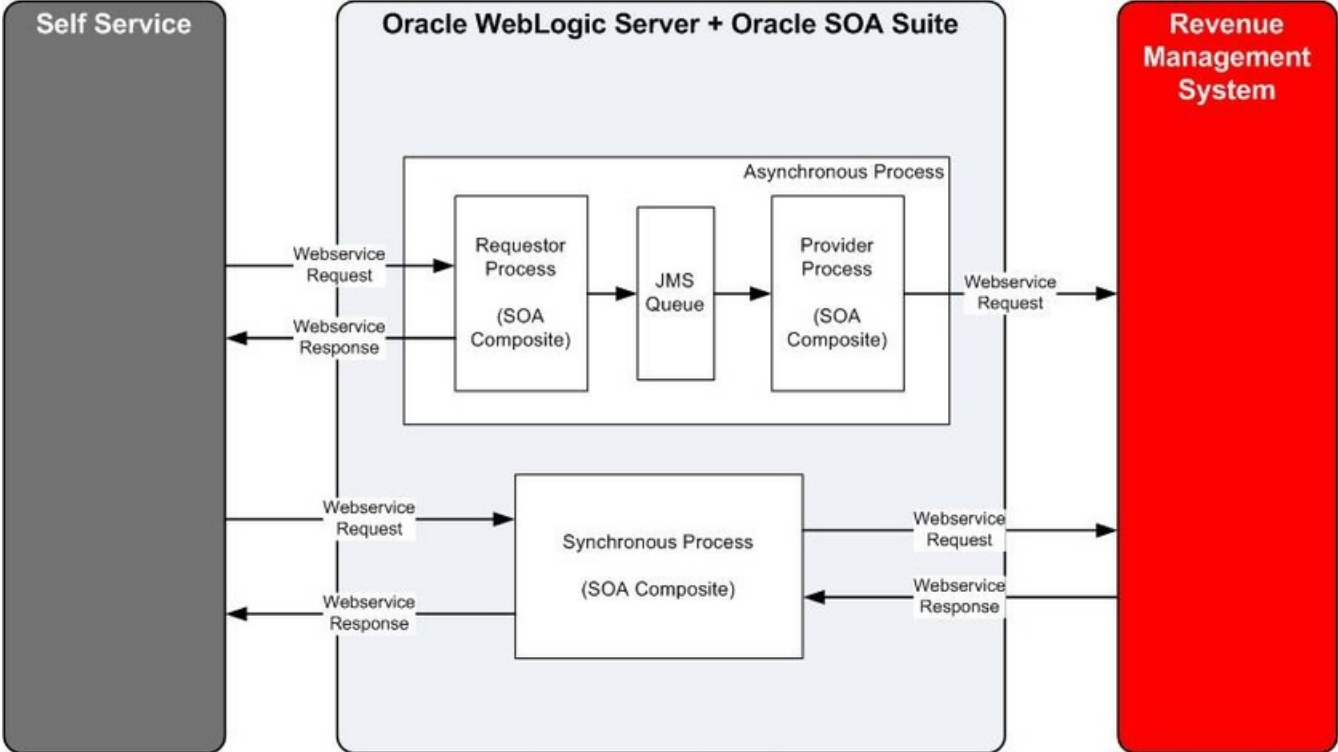 Self Service
Oracle WebLogic Server + Oracle SOA Suite
Revenue
Management
System
Asynchronous Process
Webservice
Request
Webservice
Response
Requestor
Process
(SOA
Composite)
JMS
Queue
Provider
Process
(SOA
Composite)
Webservice
Request
Webservice
Request
Webservice
Response
Synchronous Process
(SOA Composite)
Webservice
Request
Webservice
Response